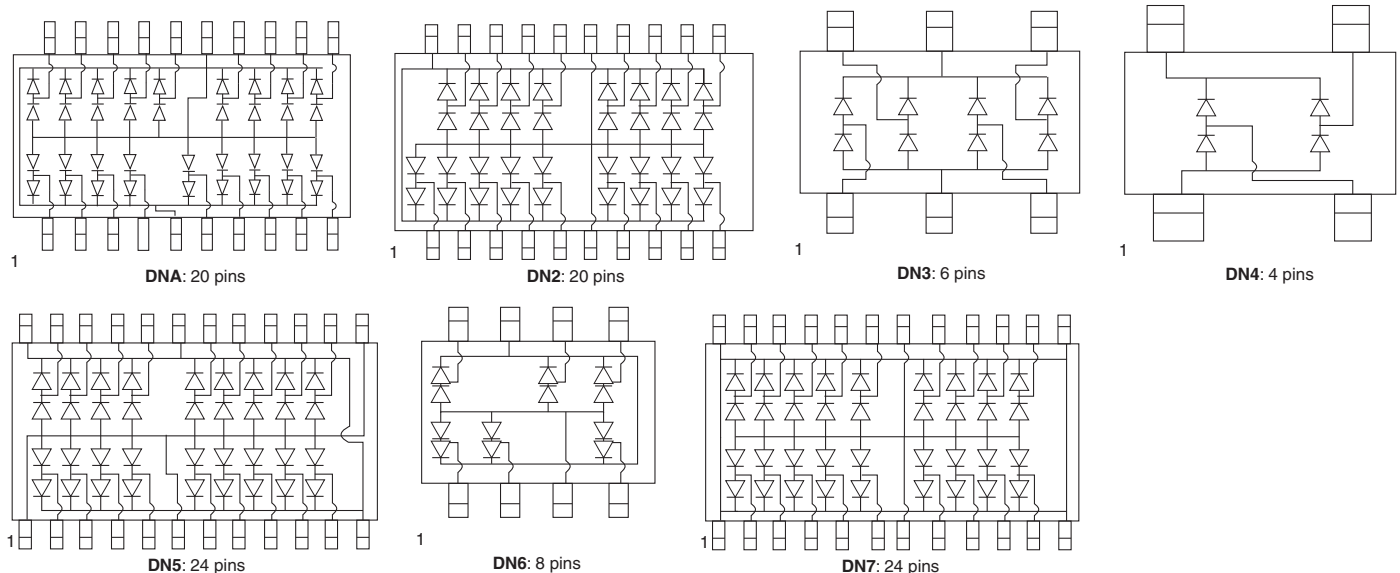 1
DNA: 20 pins
1
DN2: 20 pins
1
DN3: 6 pins
1
DN4: 4 pins
1
DN5: 24 pins
1
DN6: 8 pins
1
DN7: 24 pins